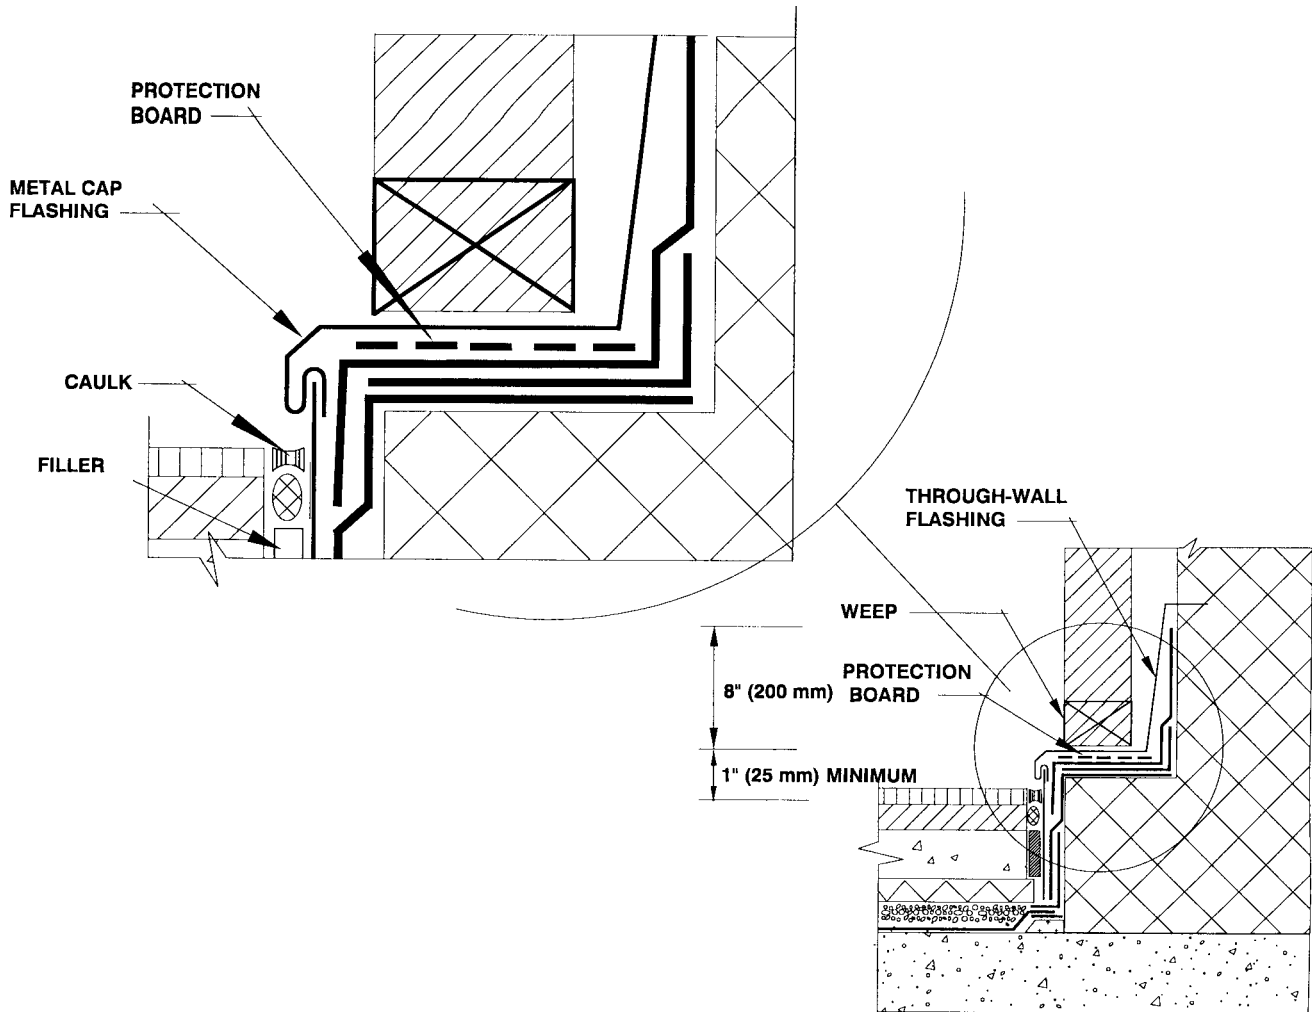 PROTECTION
BOARD
METAL CAP
FLASHING
CAULK
FILLER
THROUGH-WALL
FLASHING
WEEP
PROTECTION
BOARD
8" (200 mm)
1" (25 mm) MINIMUM